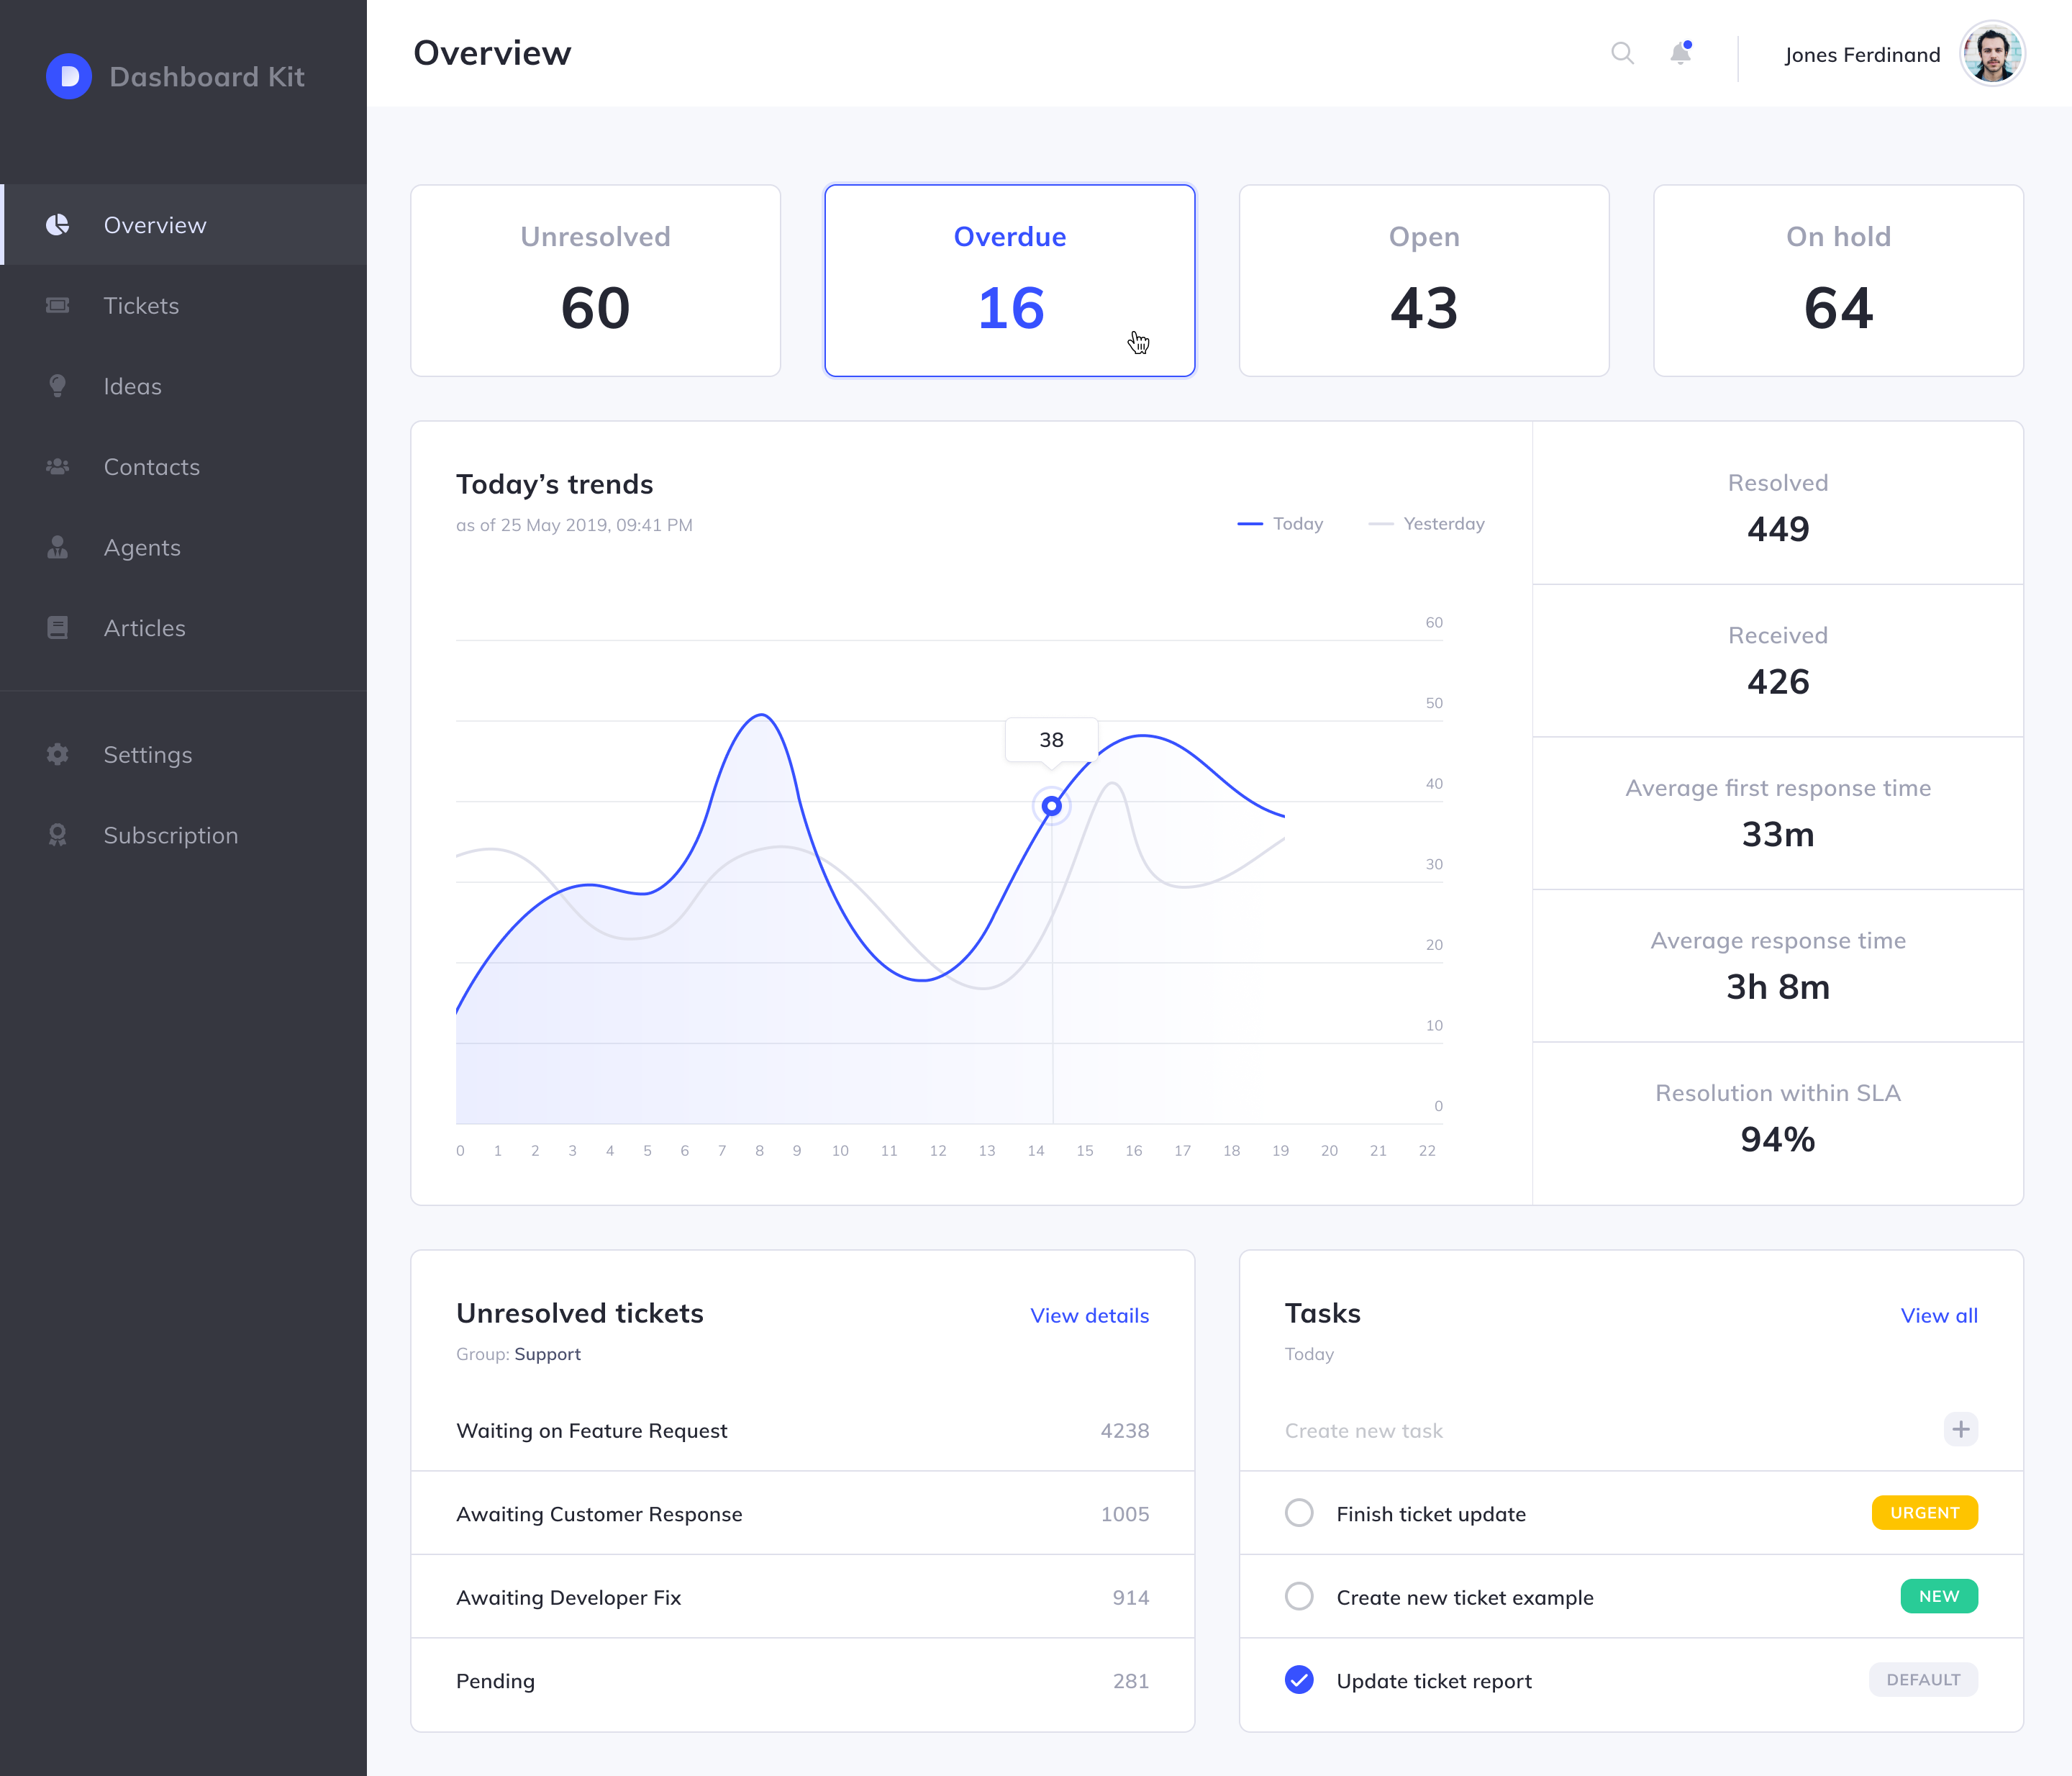 D Dashboard Kit
Overview
Tickets
Ideas
Contacts
Agents
Articles
Settings
Subscription
Overview
Jones Ferdinand
Unresolved
60
Overdue
16
Open
43
On hold
64
Today’s trends
as of 25 May 2019, 09:41 PM
Today
Yesterday
60
50
38
40
30
20
10
0
0 1 2 3 4 5 6 7 8 9 10 11 12 13 14 15 16 17 18 19 20 21 22
Resolved
449
Received
426
Average first response time
33m
Average response time
3h 8m
Resolution within SLA
94%
Unresolved tickets
View details
Group: Support
Waiting on Feature Request 4238
Awaiting Customer Response 1005
Awaiting Developer Fix 914
Pending 281
Tasks
View all
Today
Create new task
Finish ticket update URGENT
Create new ticket example NEW
Update ticket report DEFAULT